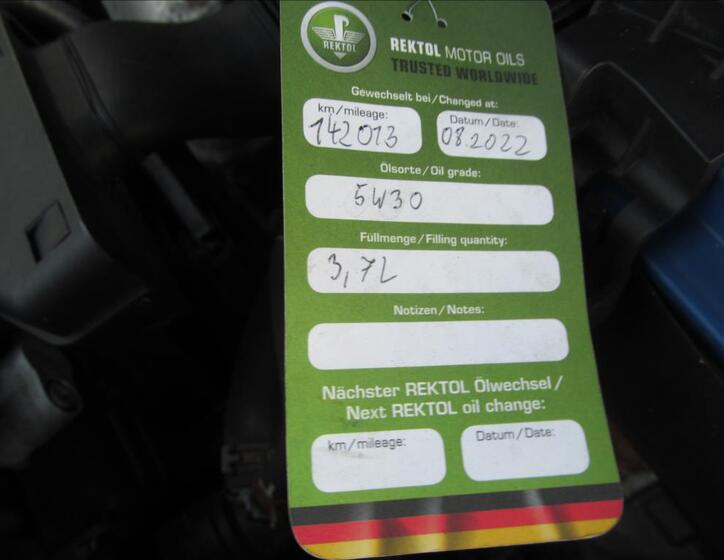 REKTOL
REKTOL MOTOR OILS
TRUSTED WORLDWIDE
Gewechselt bei/Changed at:
km/mileage: Datum/Date:
142013 08.2022
Ölsorte/Oil grade:
5W30
Füllmenge/Filling quantity:
3,7L
Notizen/Notes:
Nächster REKTOL Ölwechsel/
Next REKTOL oil change:
km/mileage: Datum/Date: